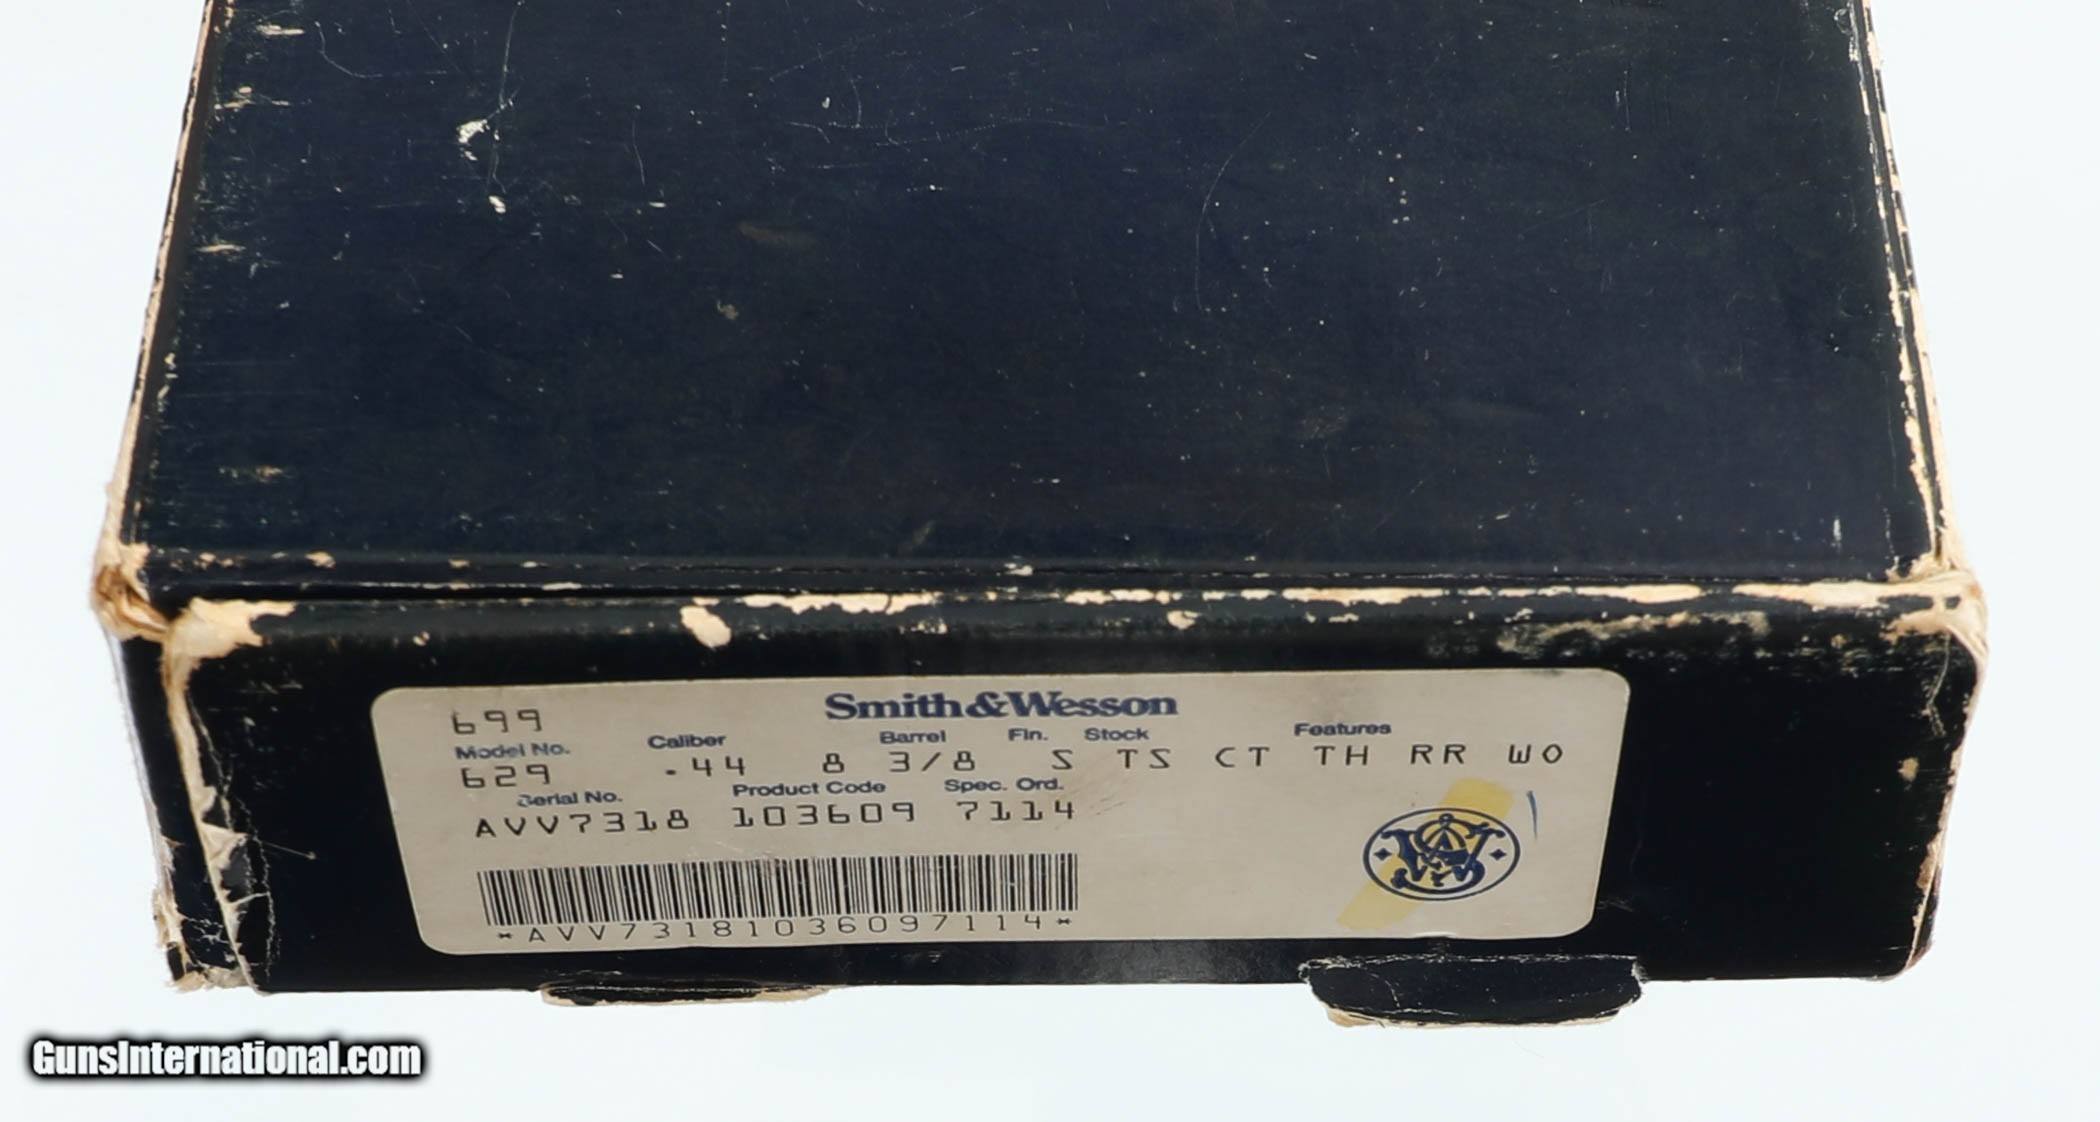 Smith&Wesson
699
Model No. Caliber Barrel Fin. Stock Features
629 .44 8 3/8 S TS CT TH RR WO
Serial No. Product Code Spec. Ord.
AVV7318 103609 7114
*AVV73181036097114*
GunsInternational.com